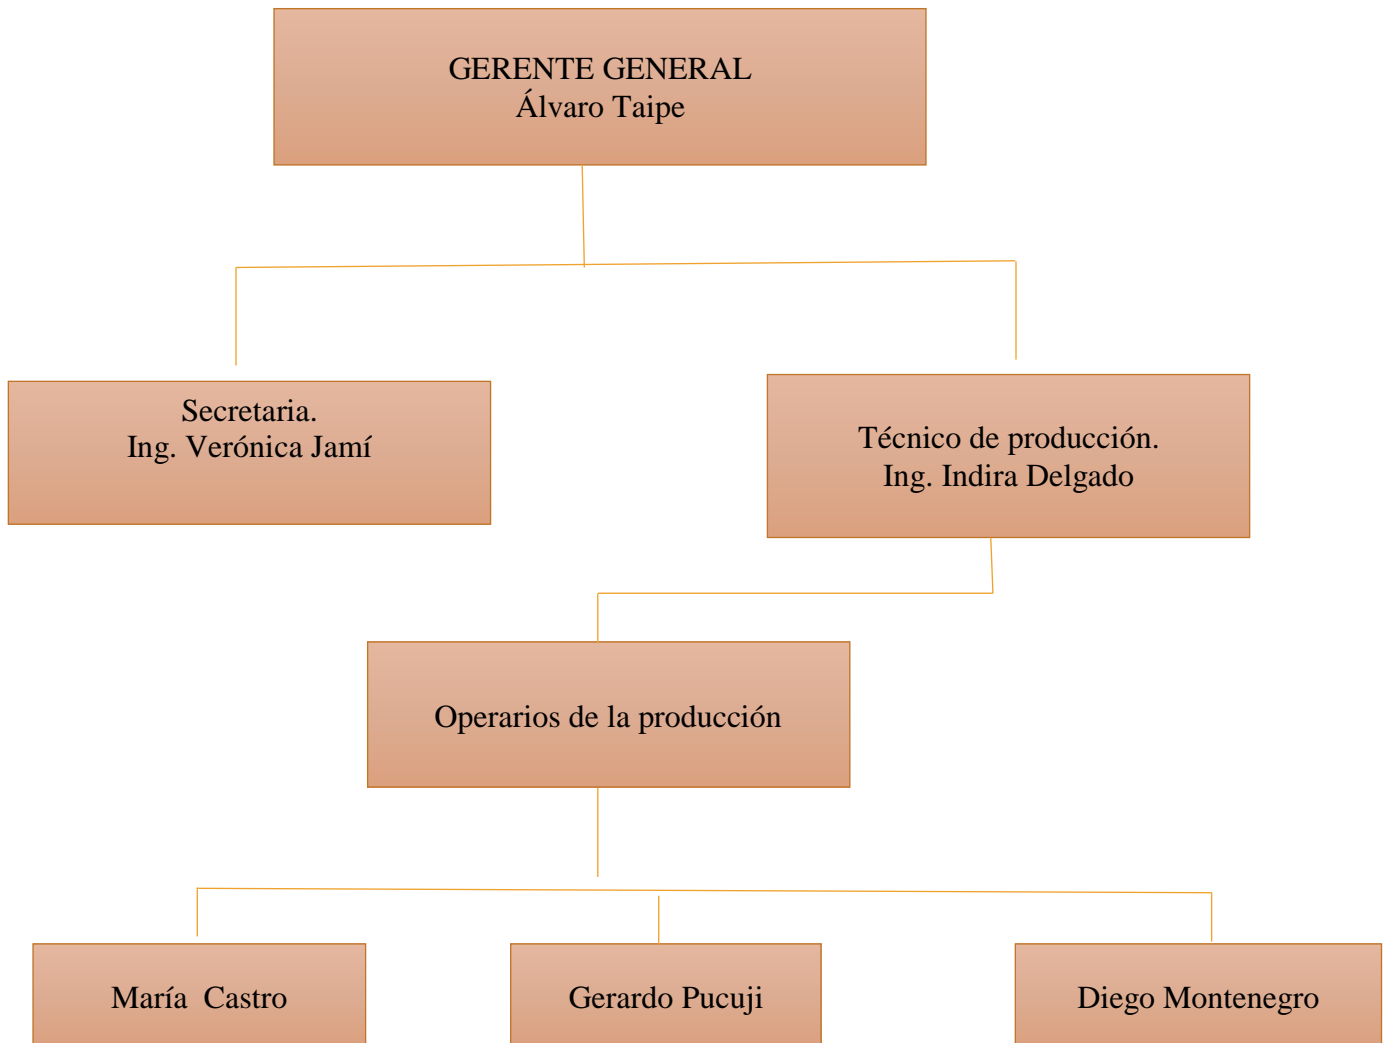 GERENTE GENERAL
Álvaro Taipe
Secretaria.
Ing. Verónica Jamí
Técnico de producción.
Ing. Indira Delgado
Operarios de la producción
María  Castro
Gerardo Pucuji
Diego Montenegro